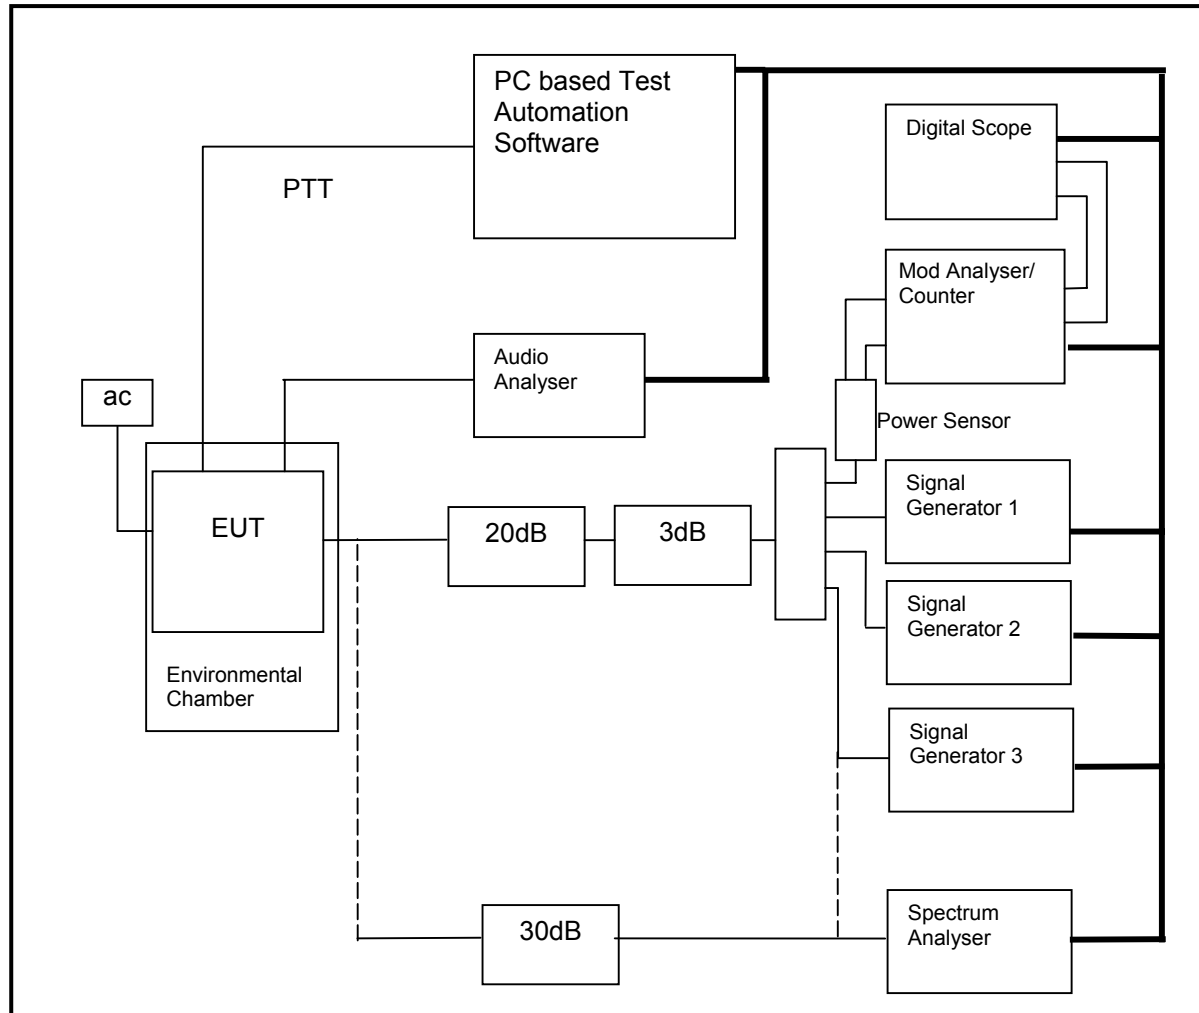 PC based Test
Automation
Software
Digital Scope
PTT
Mod Analyser/
Counter
Audio
Analyser
ac
Power Sensor
Signal
Generator 1
EUT
20dB
3dB
Signal
Generator 2
Environmental
Chamber
Signal
Generator 3
30dB
Spectrum
Analyser